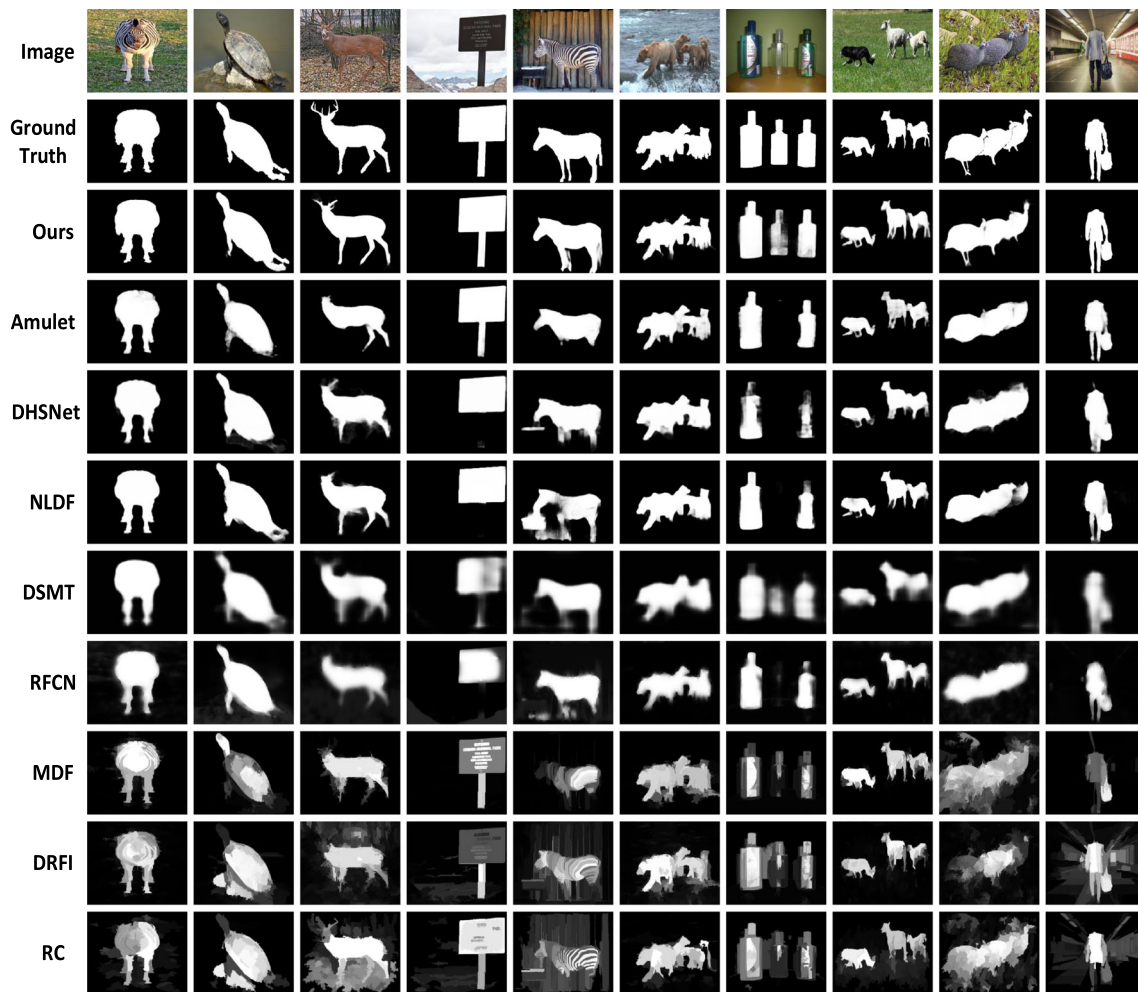 Image
Ground
Truth
Ours
Amulet
DHSNet
NLDF
DSMT
RFCN
MDF
DRFI
RC